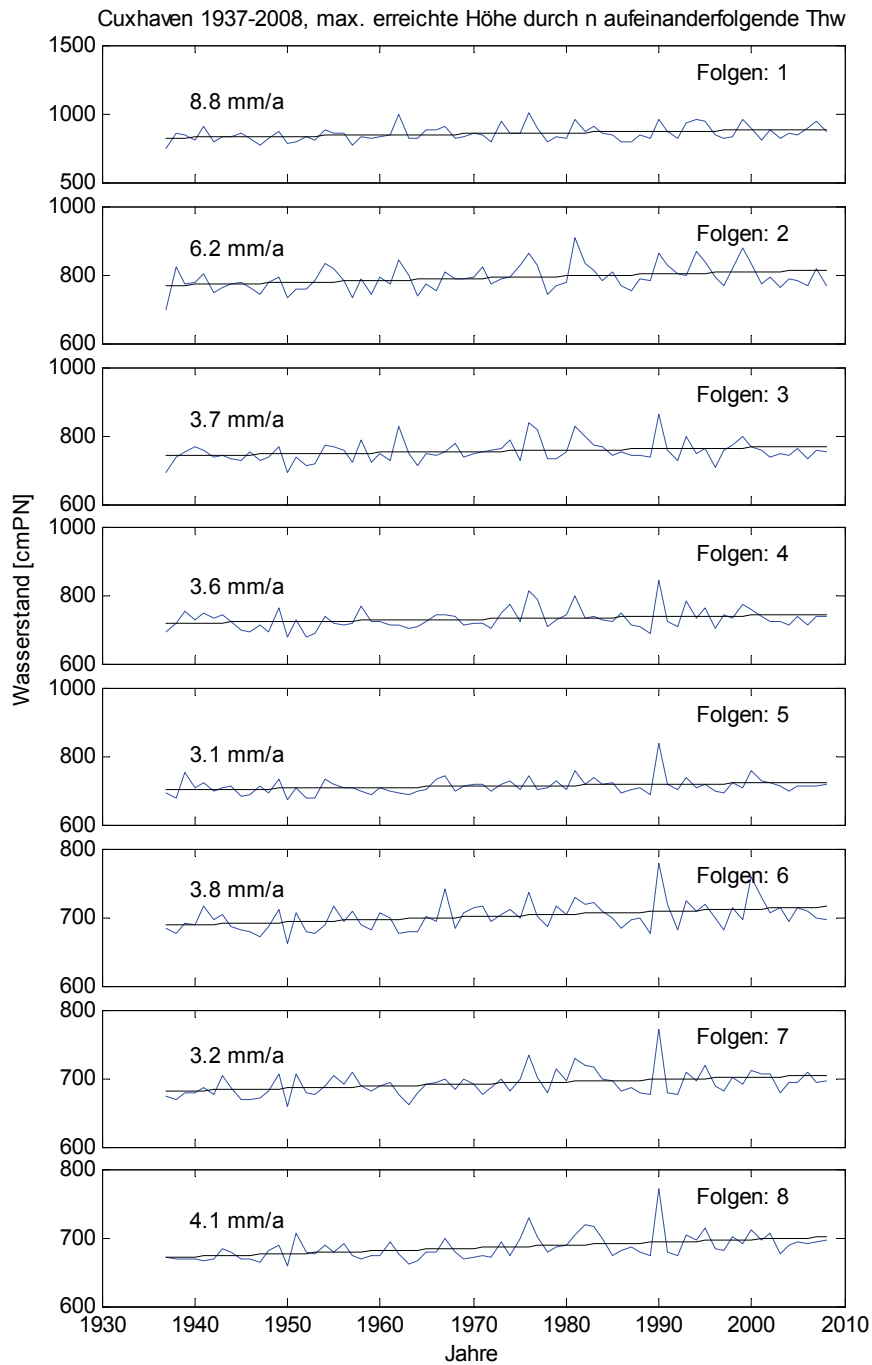 Cuxhaven 1937-2008, max. erreichte Höhe durch n aufeinanderfolgende Thw
1500
Folgen: 1
8.8 mm/a
1000
500
1000
Folgen: 2
6.2 mm/a
800
600
1000
Folgen: 3
3.7 mm/a
800
600
Wasserstand [cmPN]
1000
Folgen: 4
3.6 mm/a
800
600
1000
Folgen: 5
3.1 mm/a
800
600
800
Folgen: 6
3.8 mm/a
700
600
800
Folgen: 7
3.2 mm/a
700
600
800
Folgen: 8
4.1 mm/a
700
600
1930 1940 1950 1960 1970 1980 1990 2000 2010
Jahre